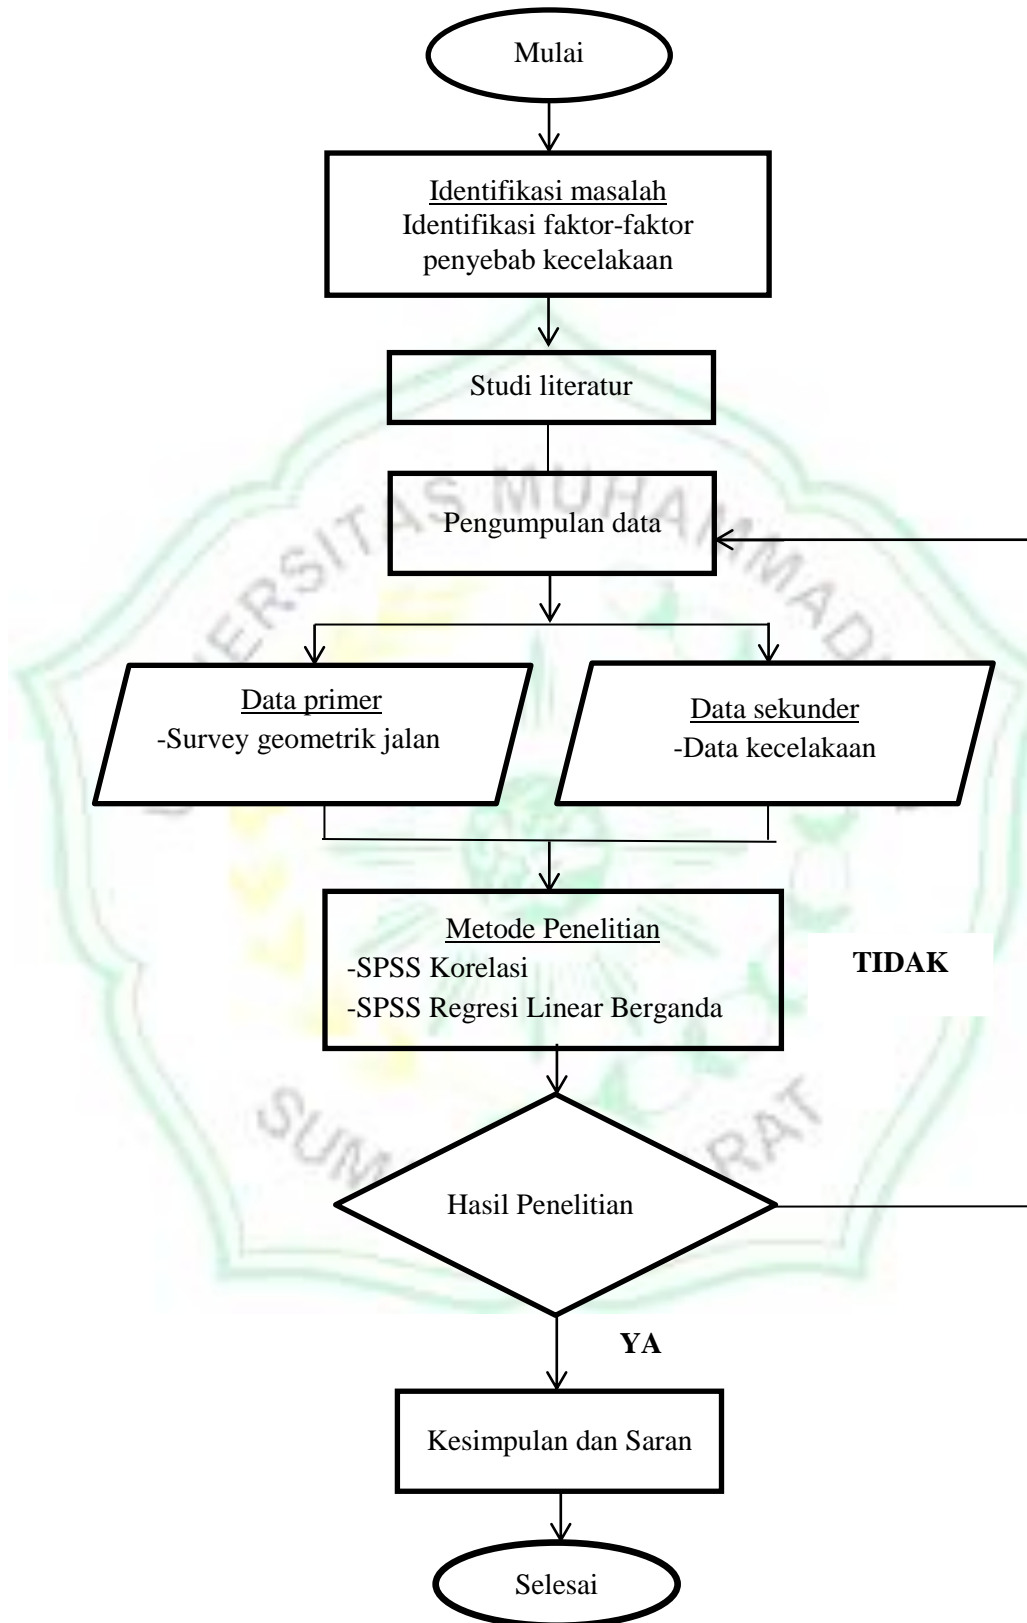 Mulai
Identifikasi masalah
Identifikasi faktor-faktor
penyebab kecelakaan
Studi literatur
Pengumpulan data
Data primer
-Survey geometrik jalan
Data sekunder
-Data kecelakaan
Metode Penelitian
-SPSS Korelasi
-SPSS Regresi Linear Berganda
TIDAK
Hasil Penelitian
YA
Kesimpulan dan Saran
Selesai